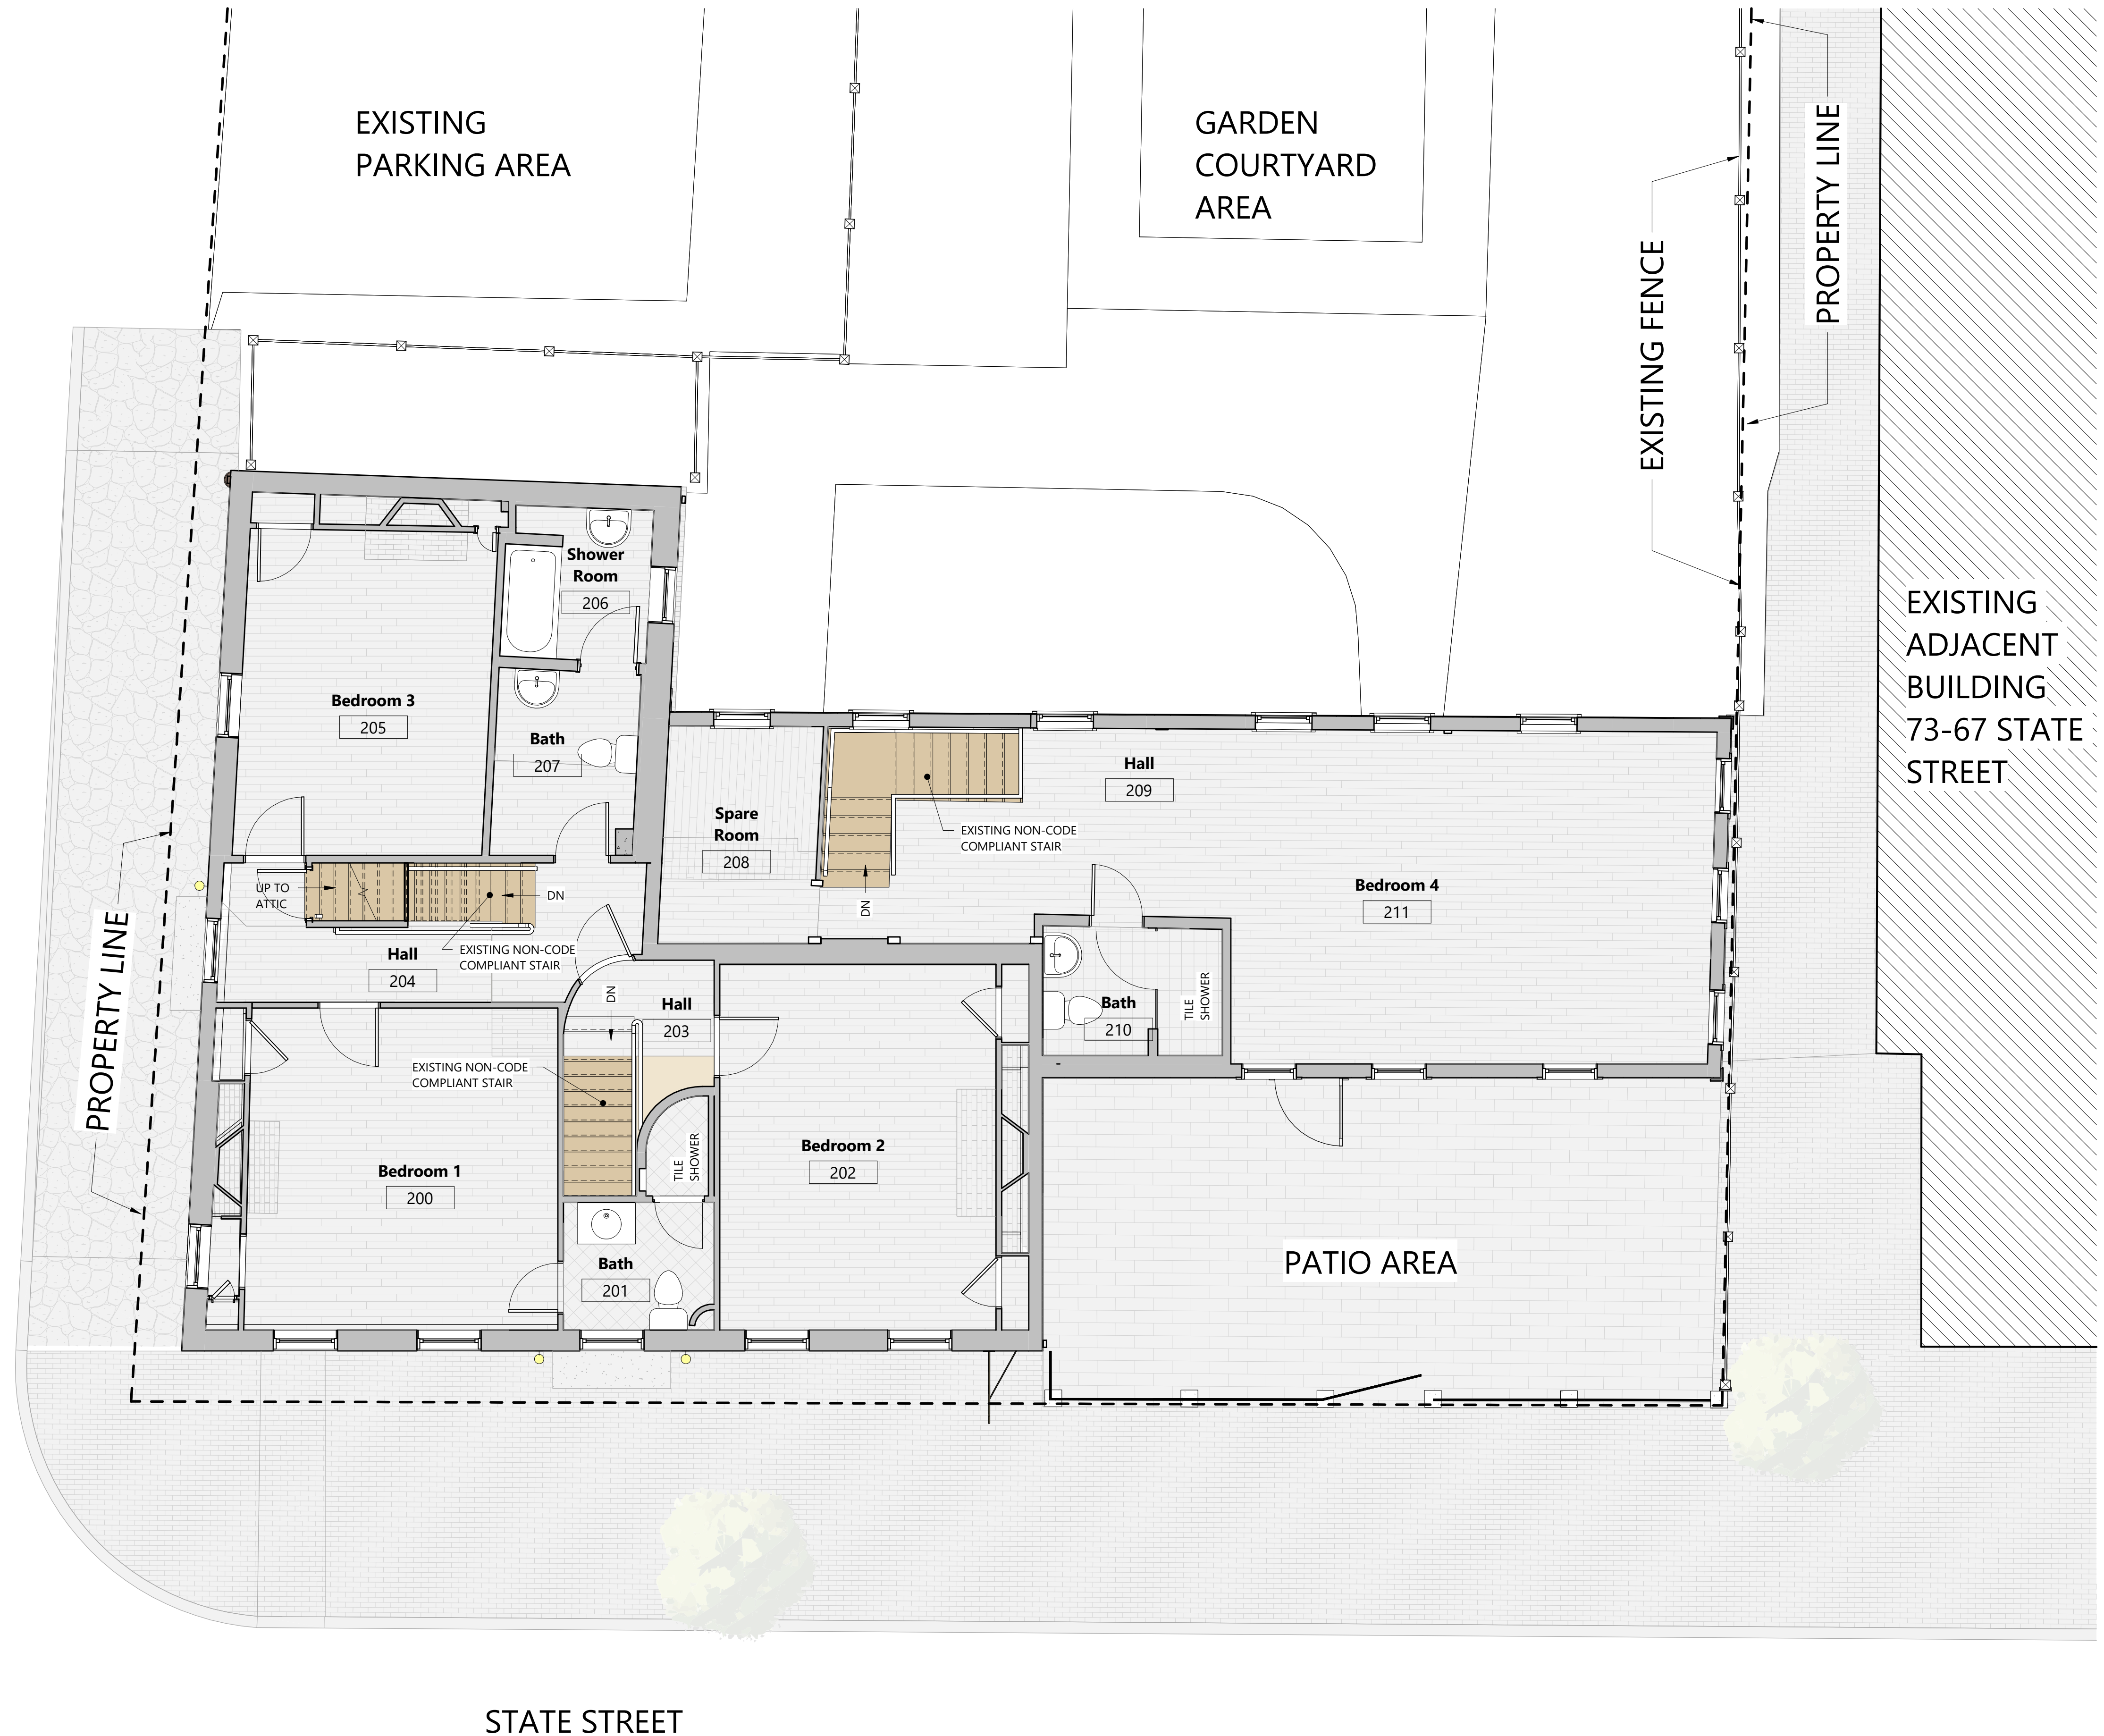 EXISTING
PARKING AREA
GARDEN
COURTYARD
AREA
PROPERTY LINE
EXISTING FENCE
EXISTING
ADJACENT
BUILDING
73-67 STATE
STREET
Shower
Room
206
Bedroom 3
205
Bath
207
Spare
Room
208
Hall
209
EXISTING NON-CODE
COMPLIANT STAIR
DN
Bedroom 4
211
UP TO
ATTIC
DN
EXISTING NON-CODE
COMPLIANT STAIR
Hall
204
PROPERTY LINE
DN
Hall
203
Bath
210
TILE
SHOWER
EXISTING NON-CODE
COMPLIANT STAIR
Bedroom 1
200
TILE
SHOWER
Bedroom 2
202
Bath
201
PATIO AREA
STATE STREET